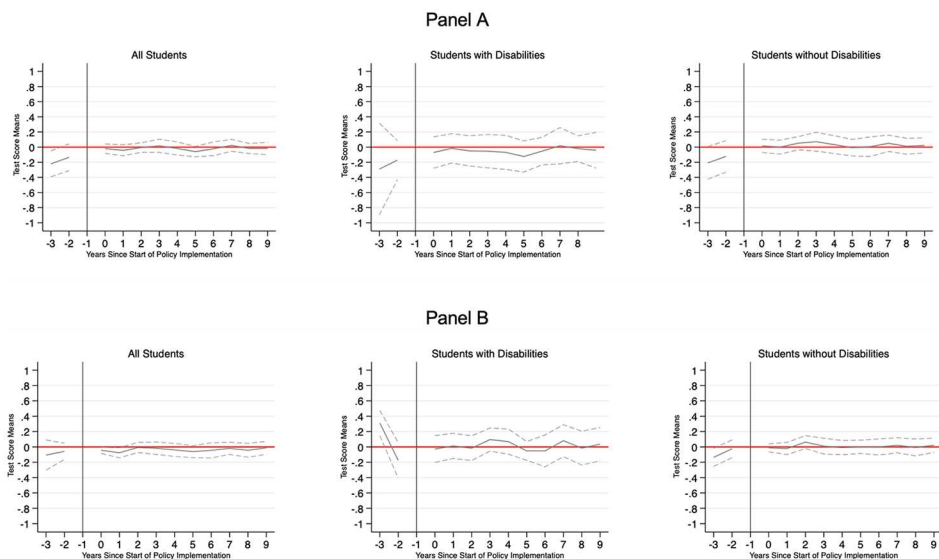 Panel A
All Students
Test Score Means
1
.8
.6
.4
.2
0
-.2
-.4
-.6
-.8
-1
-3 -2 -1 0 1 2 3 4 5 6 7 8 9
Years Since Start of Policy Implementation
Students with Disabilities
Test Score Means
1
.8
.6
.4
.2
0
-.2
-.4
-.6
-.8
-1
-3 -2 -1 0 1 2 3 4 5 6 7 8
Years Since Start of Policy Implementation
Students without Disabilities
Test Score Means
1
.8
.6
.4
.2
0
-.2
-.4
-.6
-.8
-1
-3 -2 -1 0 1 2 3 4 5 6 7 8 9
Years Since Start of Policy Implementation
Panel B
All Students
Test Score Means
1
.8
.6
.4
.2
0
-.2
-.4
-.6
-.8
-1
-3 -2 -1 0 1 2 3 4 5 6 7 8 9
Years Since Start of Policy Implementation
Students with Disabilities
Test Score Means
1
.8
.6
.4
.2
0
-.2
-.4
-.6
-.8
-1
-3 -2 -1 0 1 2 3 4 5 6 7 8 9
Years Since Start of Policy Implementation
Students without Disabilities
Test Score Means
1
.8
.6
.4
.2
0
-.2
-.4
-.6
-.8
-1
-3 -2 -1 0 1 2 3 4 5 6 7 8 9
Years Since Start of Policy Implementation